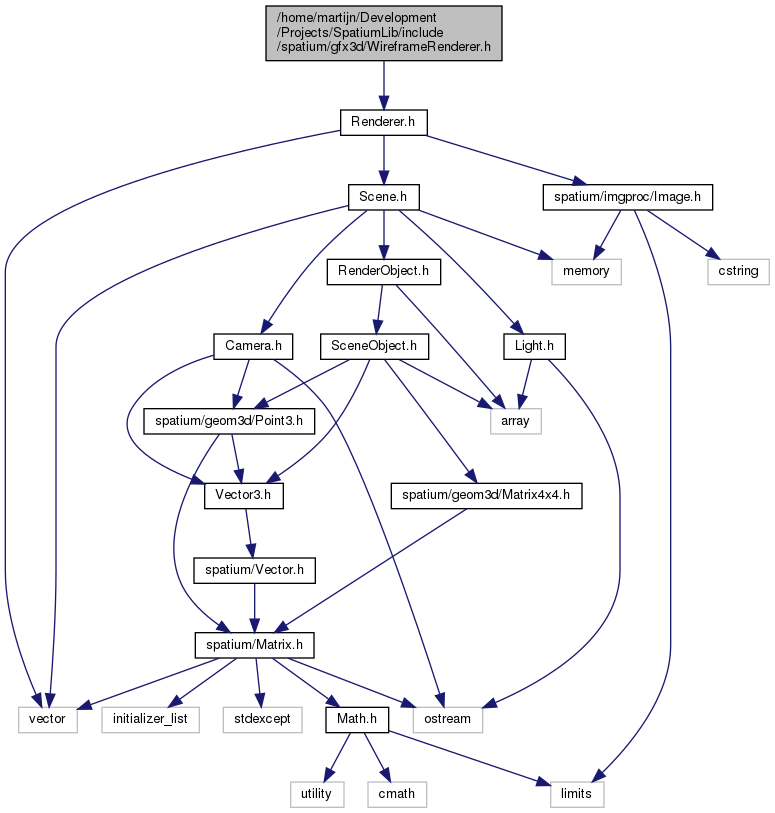 /home/martijn/Development
/Projects/SpatiumLib/include
/spatium/gfx3d/WireframeRenderer.h
Renderer.h
Scene.h
spatium/imgproc/Image.h
RenderObject.h
memory
cstring
Camera.h
SceneObject.h
Light.h
spatium/geom3d/Point3.h
array
Vector3.h
spatium/geom3d/Matrix4x4.h
spatium/Vector.h
spatium/Matrix.h
vector
initializer_list
stdexcept
Math.h
ostream
utility
cmath
limits